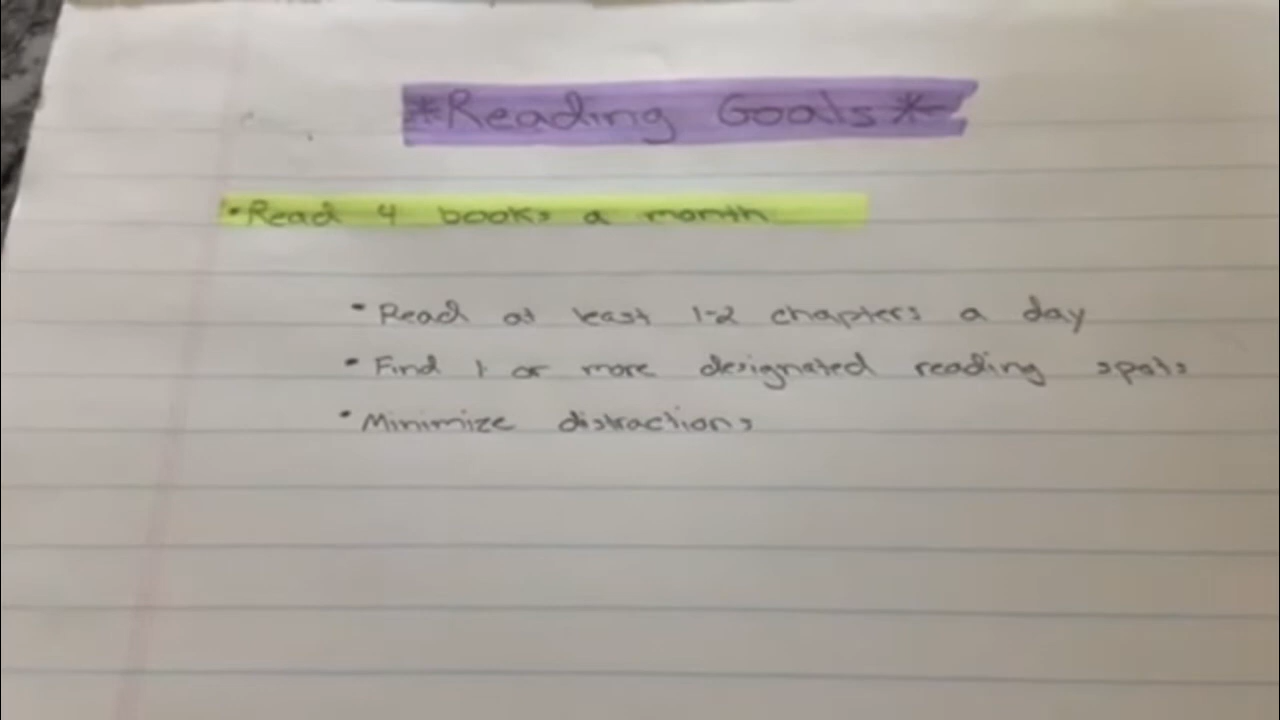 *Reading Goals*
• Read 4 books a month
• Read at least 1-2 chapters a day
• Find 1 or more designated reading spots
• Minimize distractions